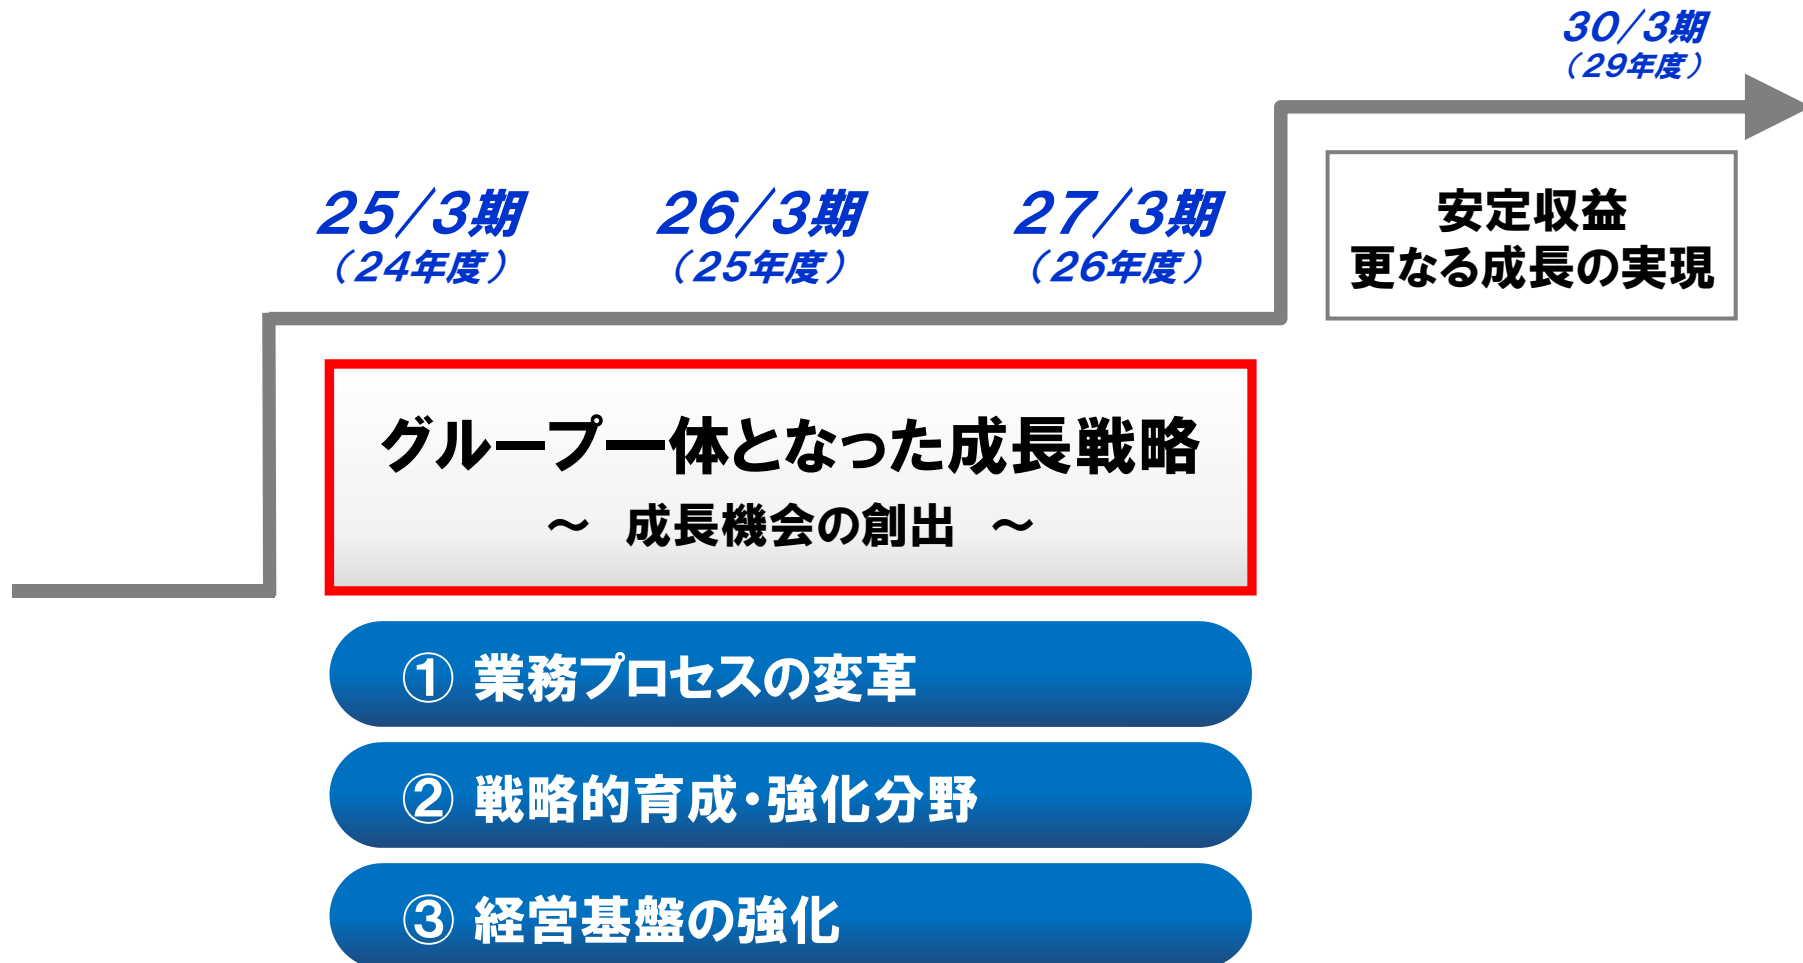 30/3期
（29年度）
25/3期
（24年度）
26/3期
（25年度）
27/3期
（26年度）
安定収益
更なる成長の実現
グループ一体となった成長戦略
～ 成長機会の創出 ～
① 業務プロセスの変革
② 戦略的育成・強化分野
③ 経営基盤の強化